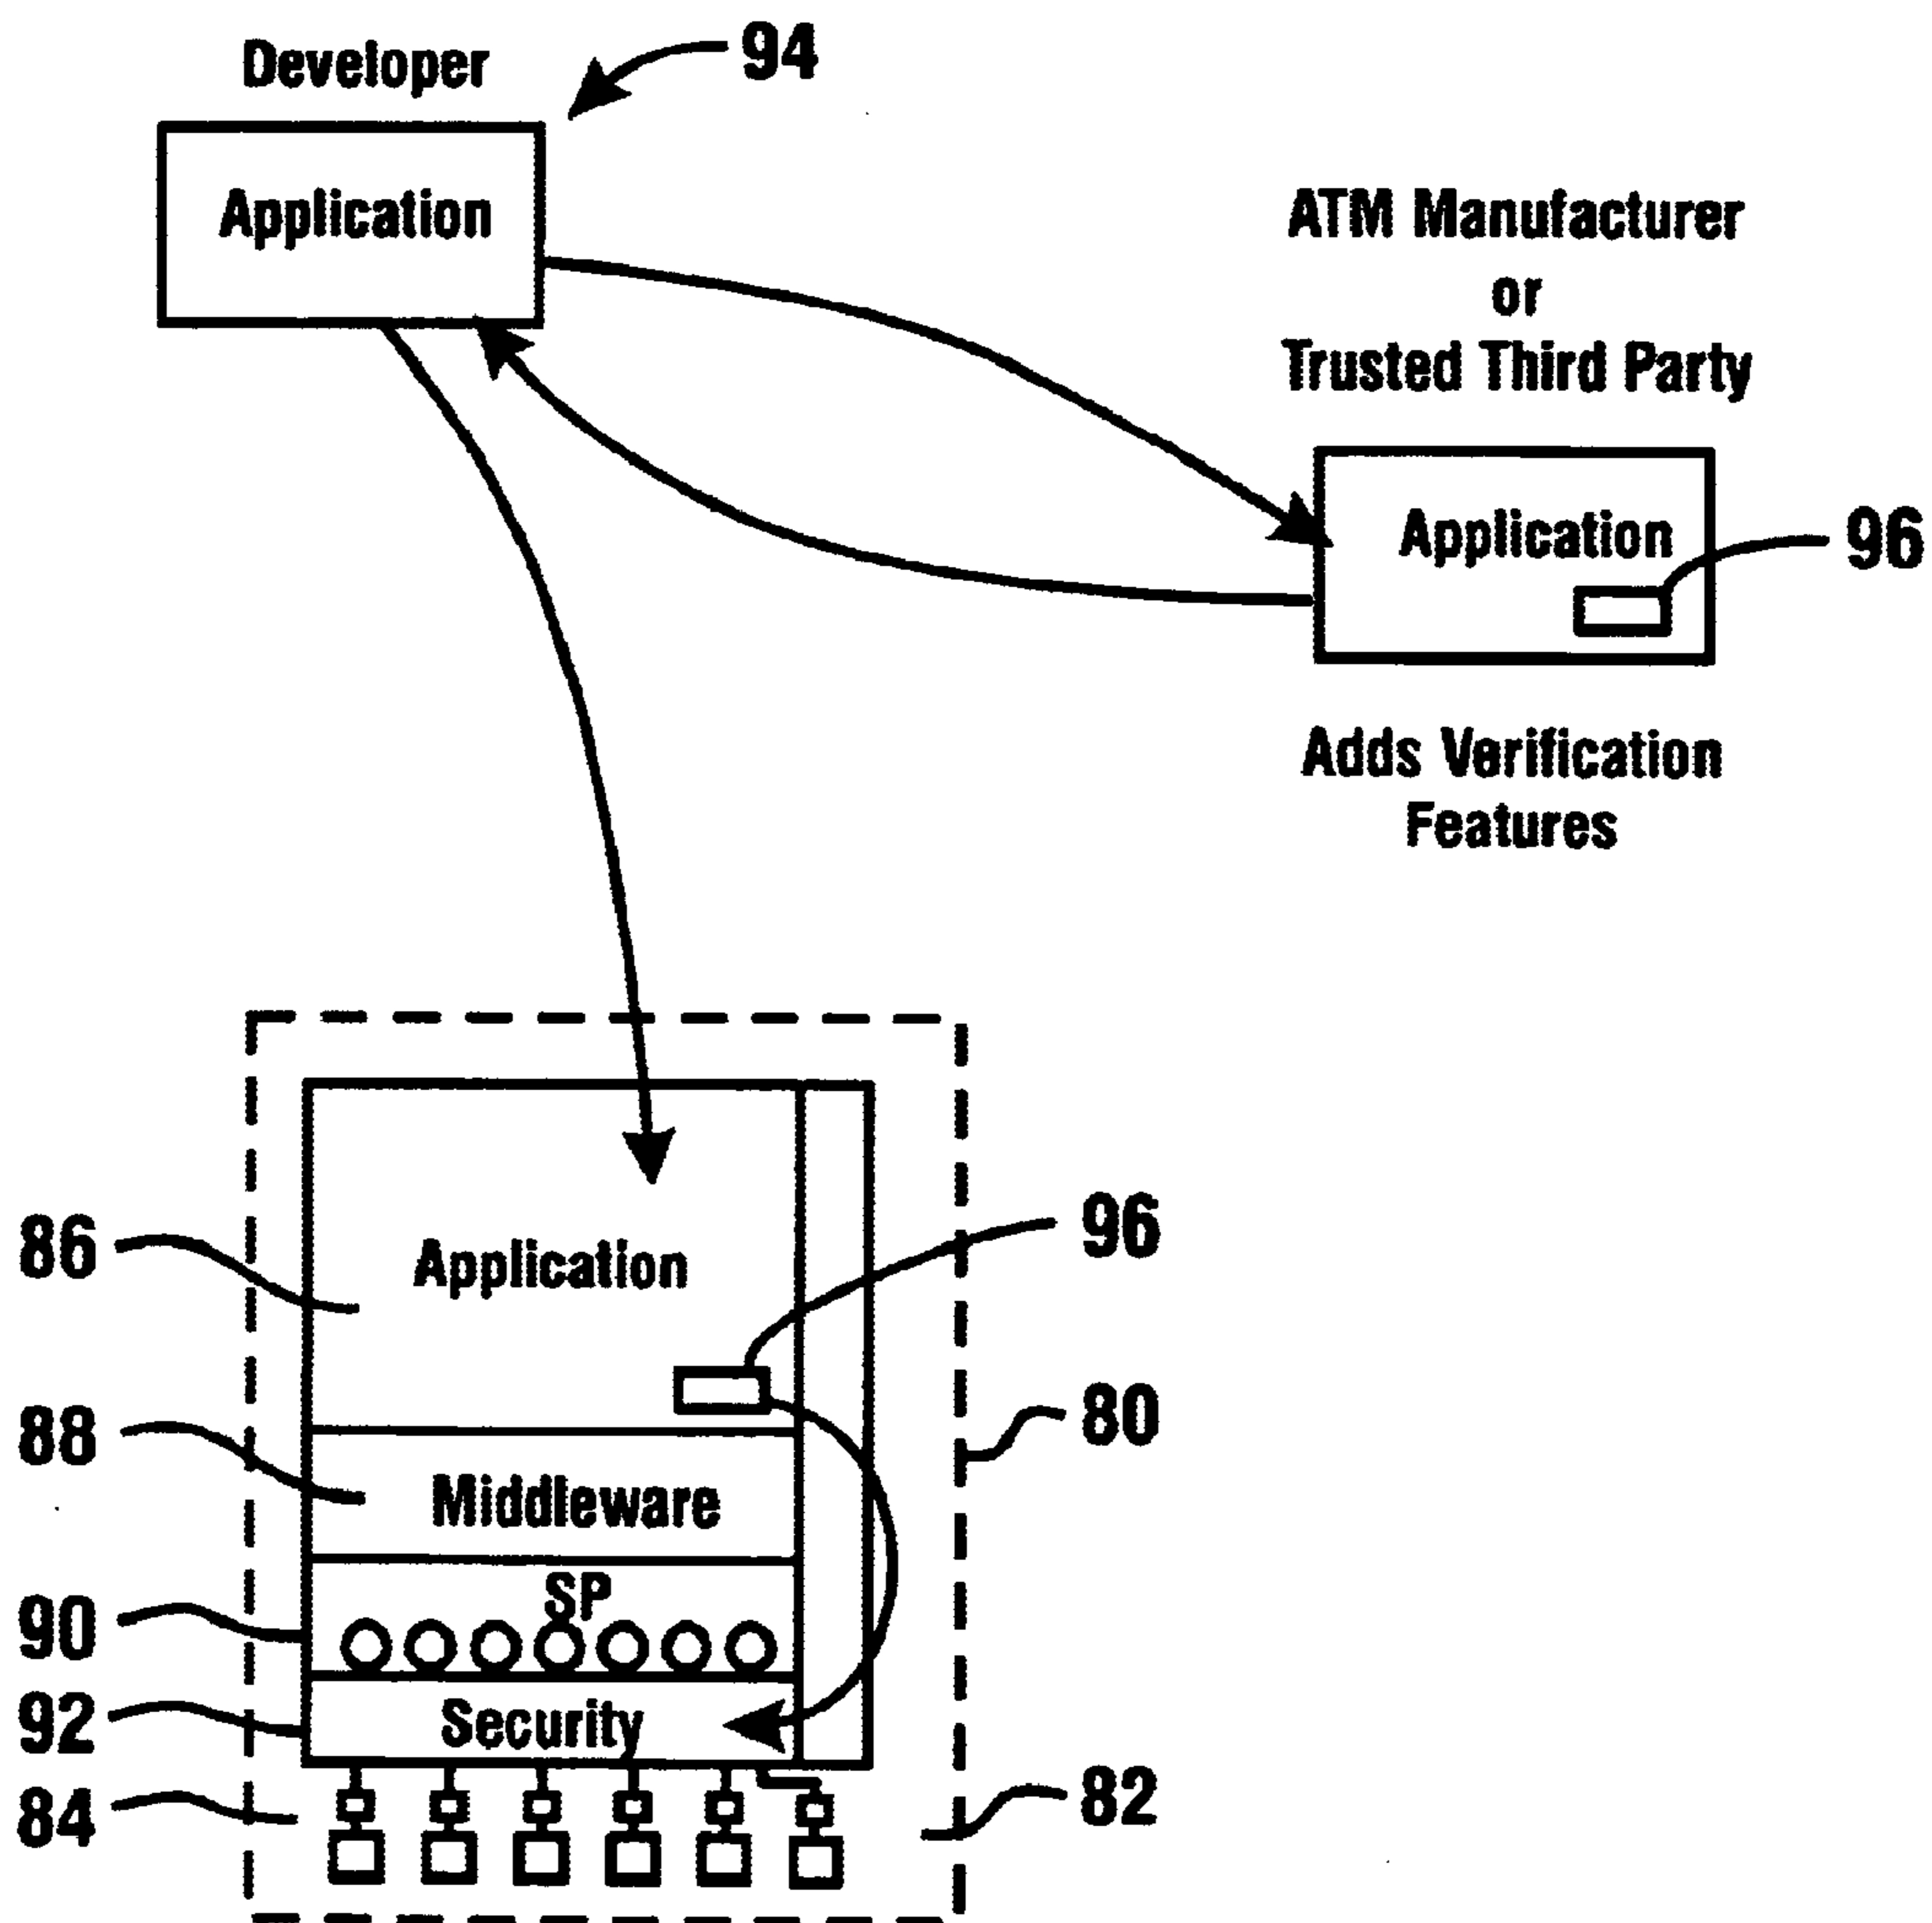 Developer
94
Application
ATM Manufacturer
or
Trusted Third Party
Application
96
Adds Verification
Features
86
Application
96
88
Middleware
80
90
SP
92
Security
84
82